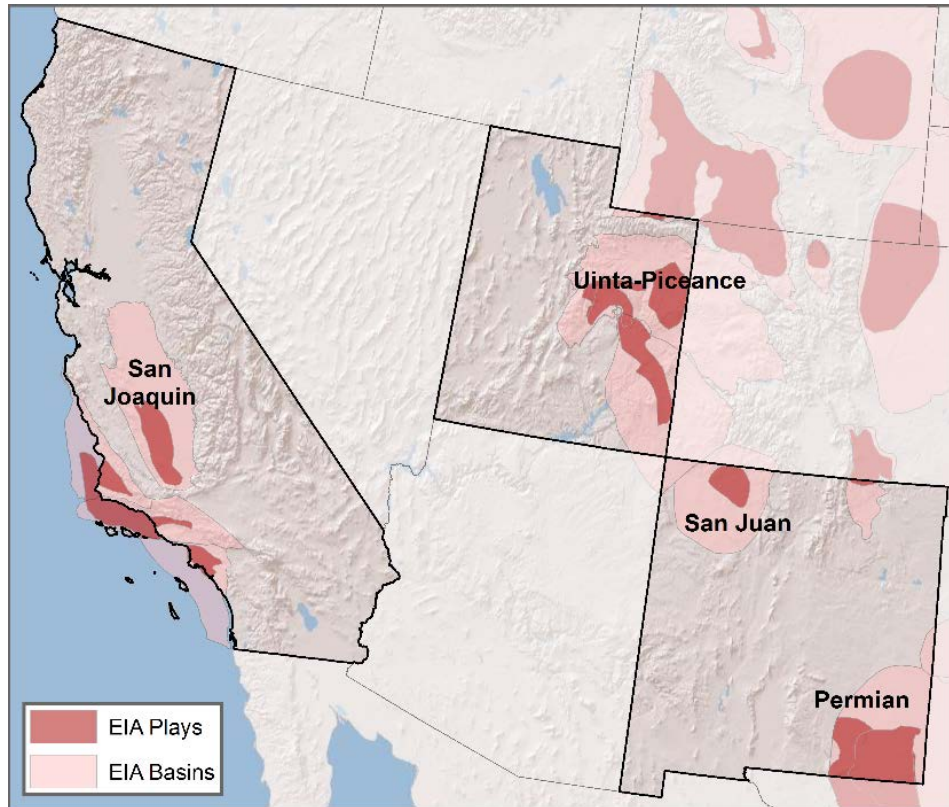 Uinta-Piceance
San
Joaquin
San Juan
Permian
EIA Plays
EIA Basins